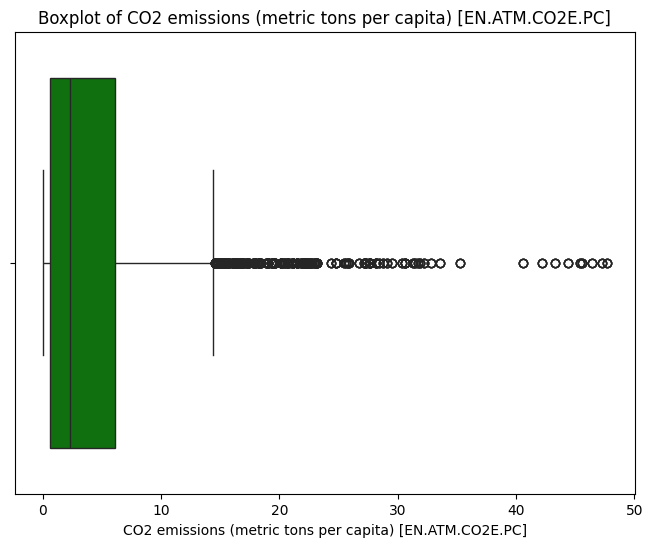 Boxplot of CO2 emissions (metric tons per capita) [EN.ATM.CO2E.PC]
0 10 20 30 40 50
CO2 emissions (metric tons per capita) [EN.ATM.CO2E.PC]